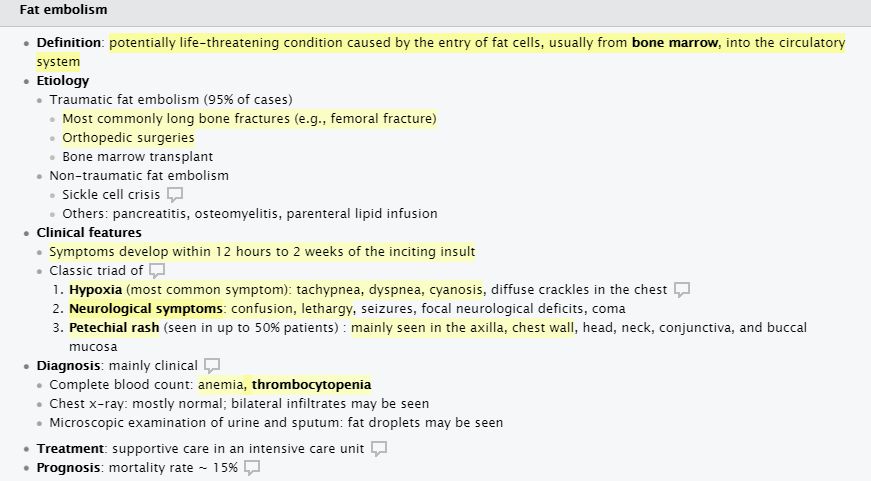 Fat embolism
Definition: potentially life-threatening condition caused by the entry of fat cells, usually from bone marrow, into the circulatory
system
Etiology
Traumatic fat embolism (95% of cases)
Most commonly long bone fractures (e.g., femoral fracture)
Orthopedic surgeries
Bone marrow transplant
Non-traumatic fat embolism
Sickle cell crisis
Others: pancreatitis, osteomyelitis, parenteral lipid infusion
Clinical features
Symptoms develop within 12 hours to 2 weeks of the inciting insult
Classic triad of
1. Hypoxia (most common symptom): tachypnea, dyspnea, cyanosis, diffuse crackles in the chest
2. Neurological symptoms: confusion, lethargy, seizures, focal neurological deficits, coma
3. Petechial rash (seen in up to 50% patients) : mainly seen in the axilla, chest wall, head, neck, conjunctiva, and buccal
mucosa
Diagnosis: mainly clinical
Complete blood count: anemia, thrombocytopenia
Chest x-ray: mostly normal; bilateral infiltrates may be seen
Microscopic examination of urine and sputum: fat droplets may be seen
Treatment: supportive care in an intensive care unit
Prognosis: mortality rate ~ 15%